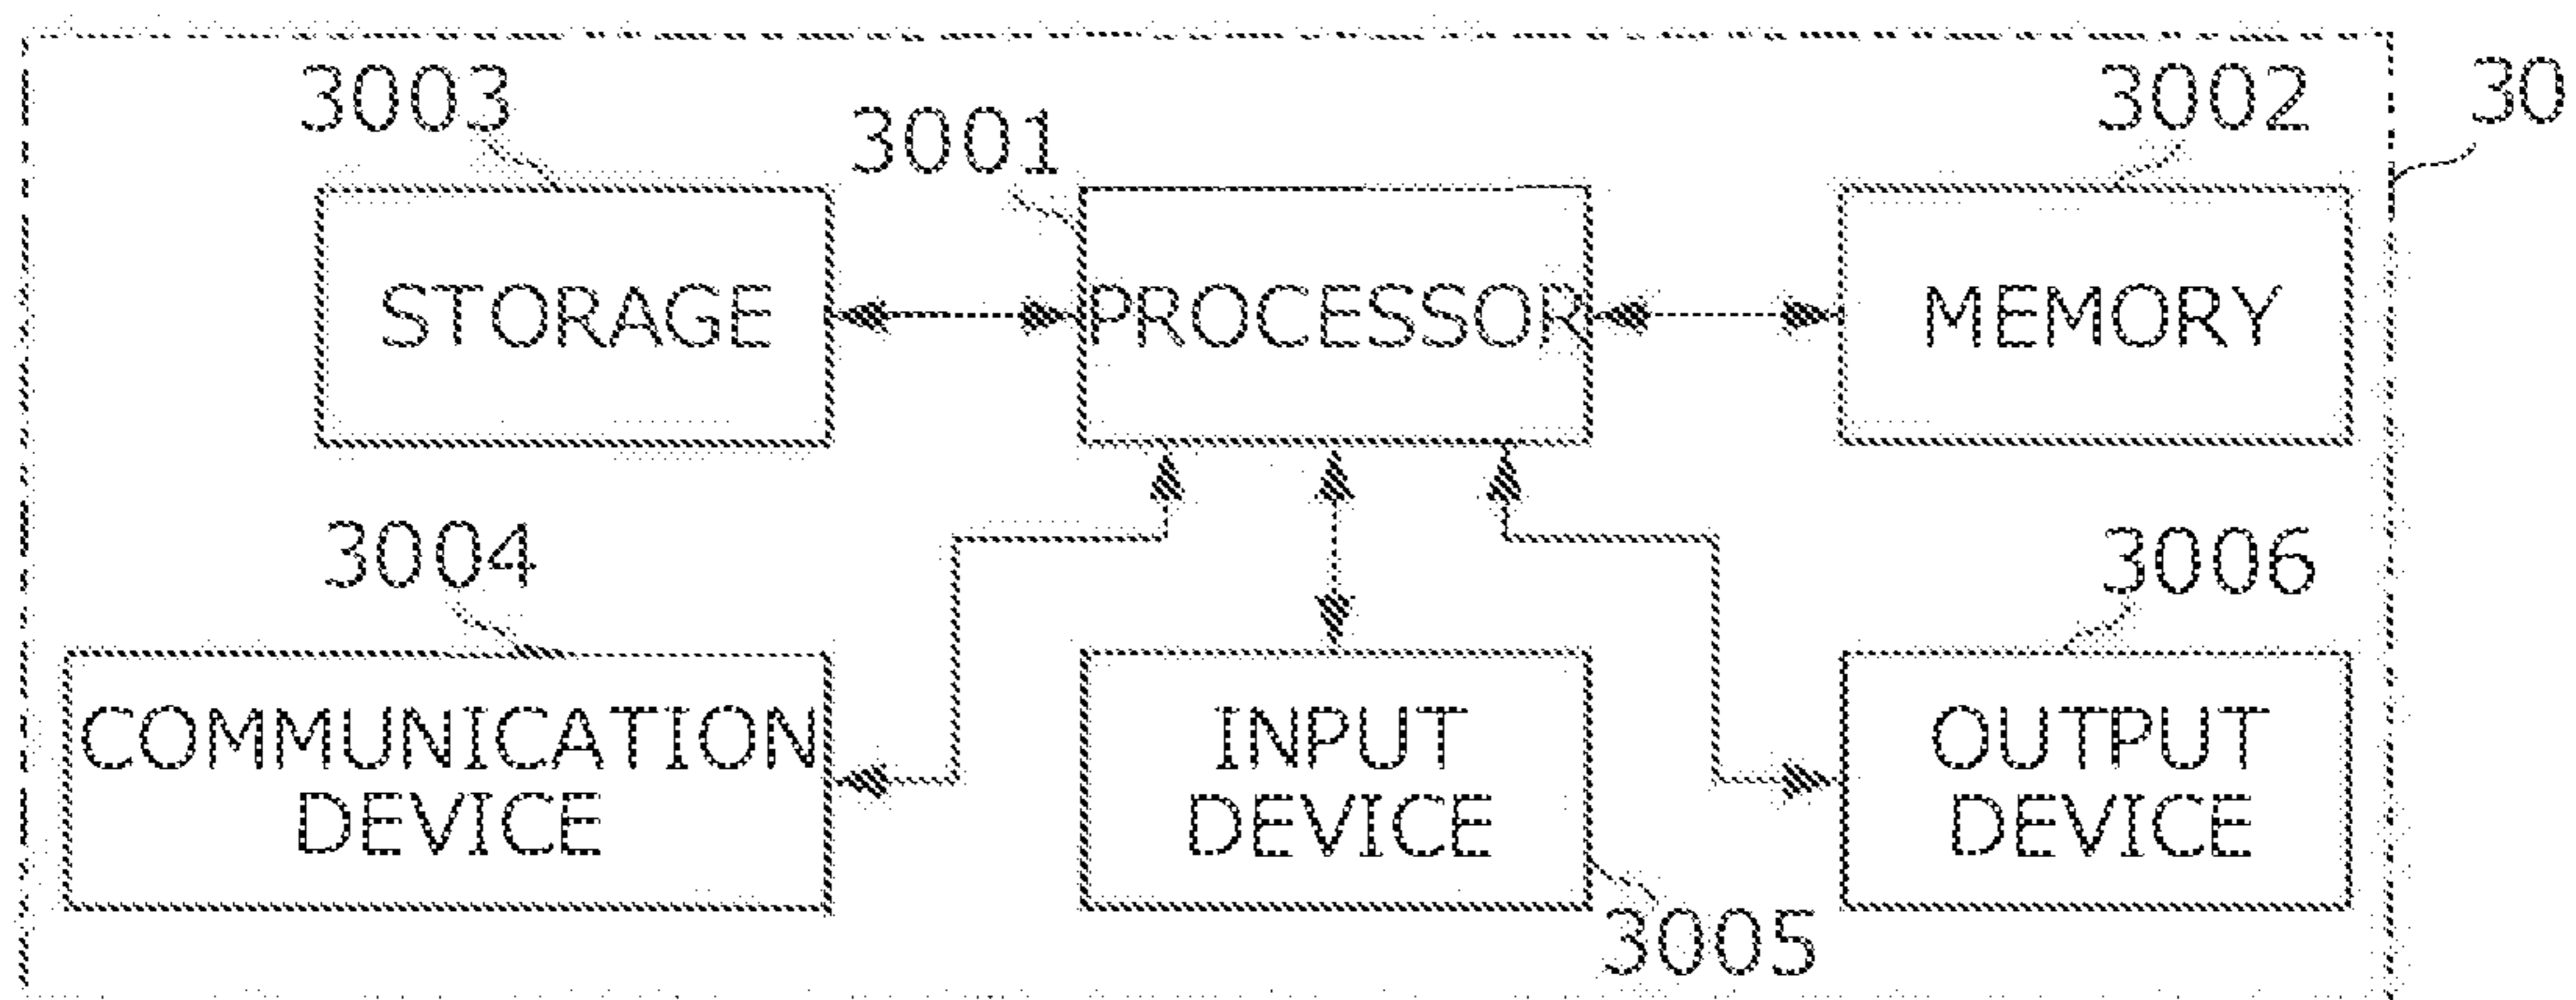 30
3003
3001
3002
STORAGE
PROCESSOR
MEMORY
3004
3006
COMMUNICATION
DEVICE
INPUT
DEVICE
OUTPUT
DEVICE
3005